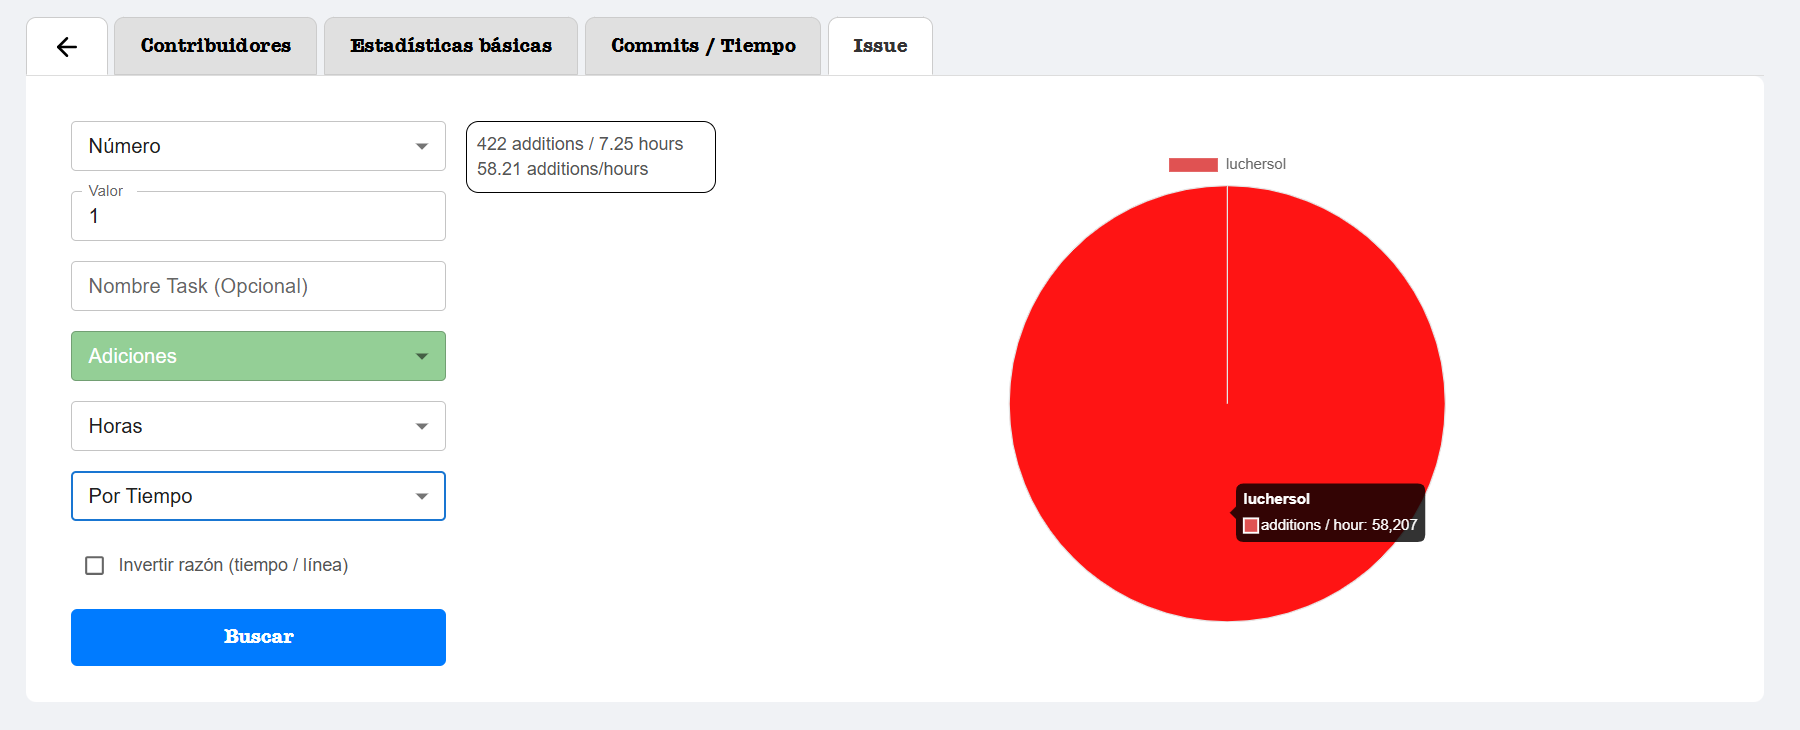 Contribuidores
Estadísticas básicas
Commits / Tiempo
Issue
Número
Valor
1
Nombre Task (Opcional)
Adiciones
Horas
Por Tiempo
Invertir razón (tiempo / línea)
Buscar
422 additions / 7.25 hours
58.21 additions/hours
luchersol
luchersol
additions / hour: 58,207